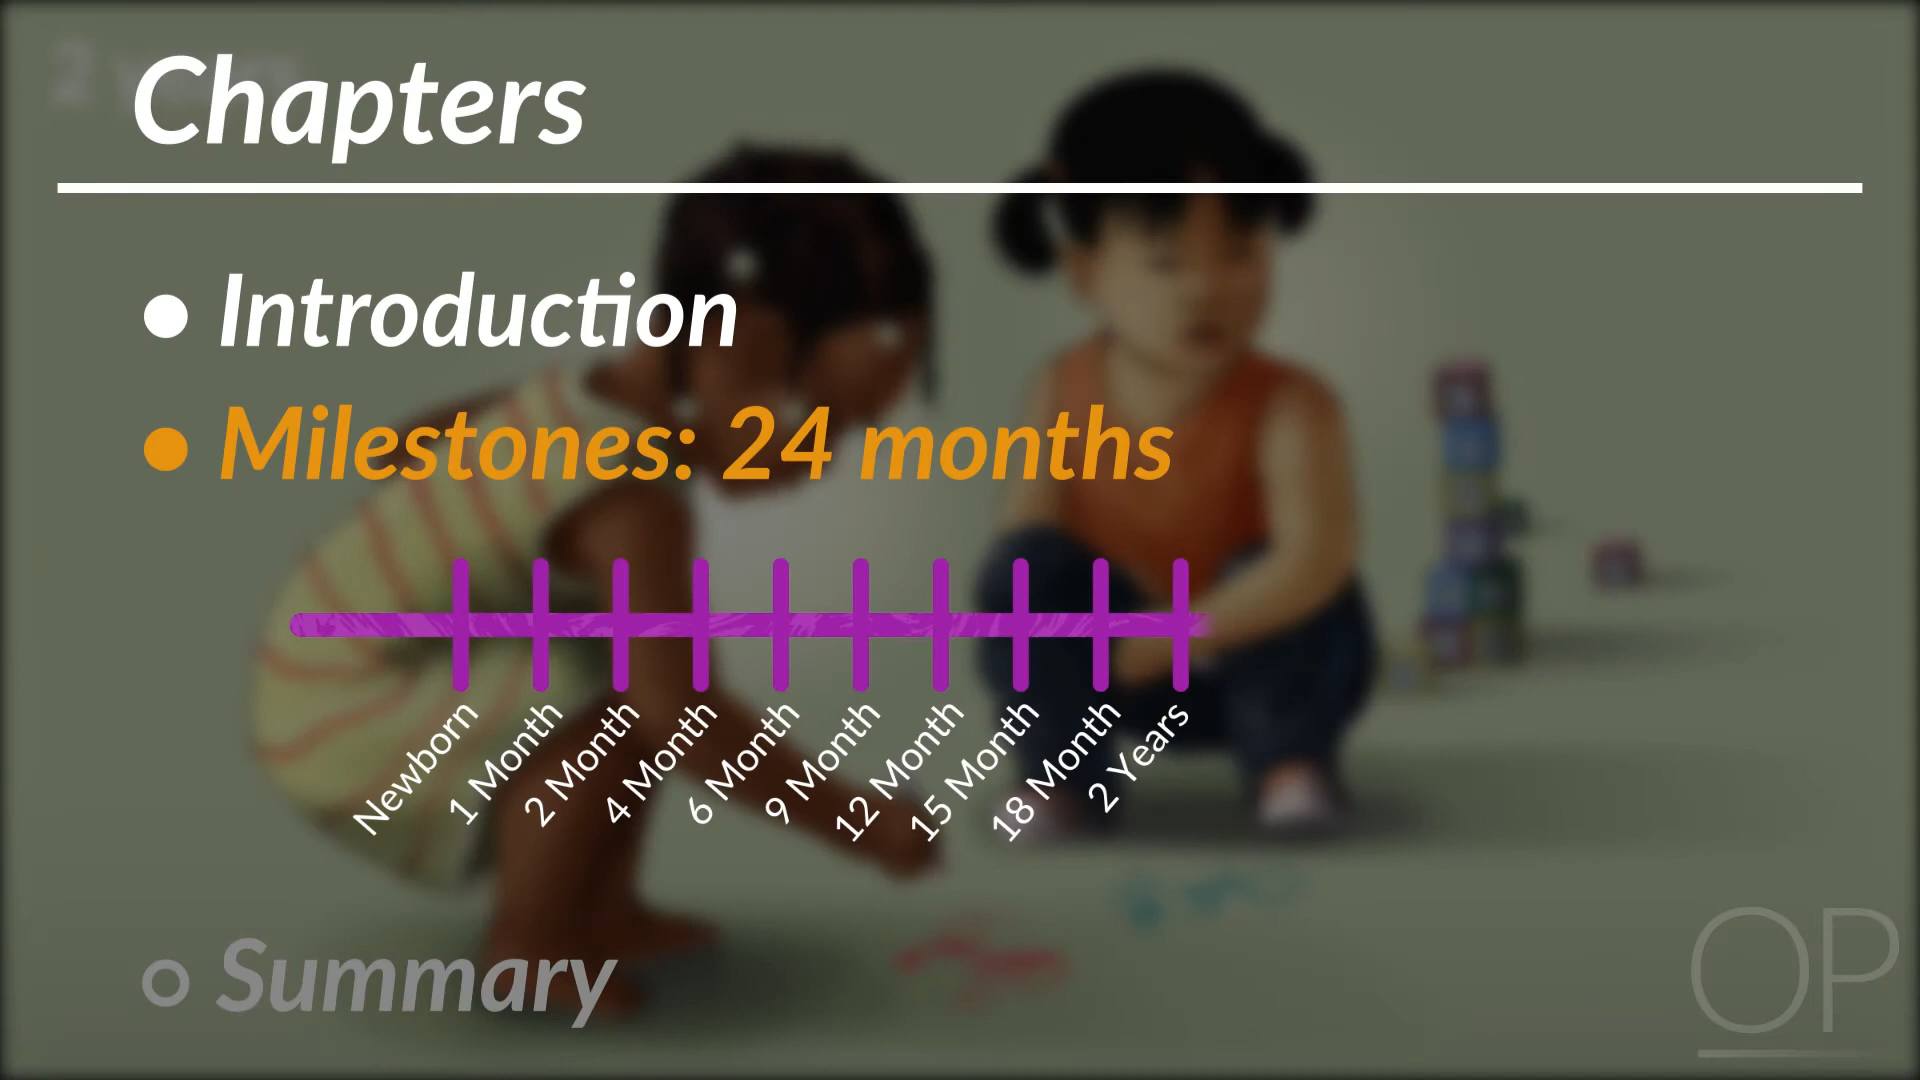 Chapters
Introduction
Milestones: 24 months
Newborn
1 Month
2 Month
4 Month
6 Month
9 Month
12 Month
15 Month
18 Month
2 Years
Summary
OP